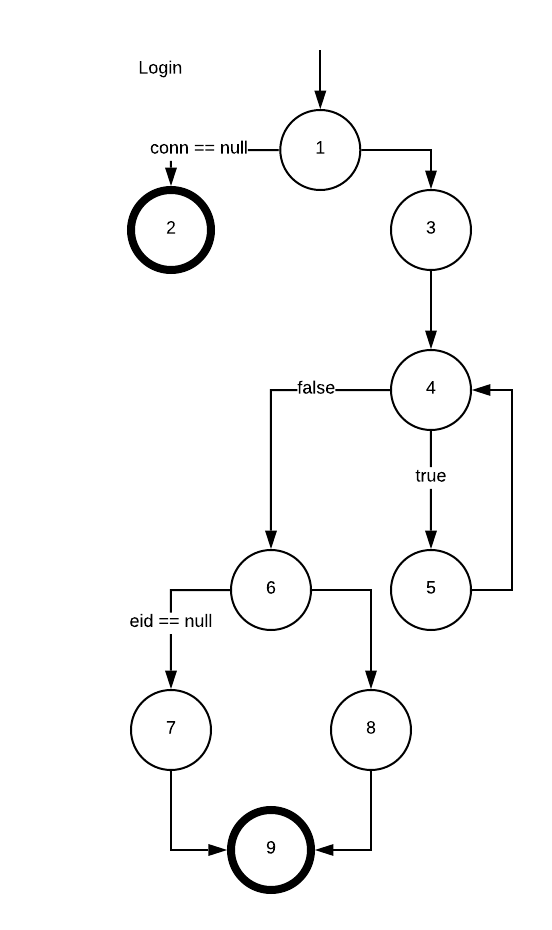 Login
1
conn == null
2
3
4
false
true
6
5
eid == null
7
8
9